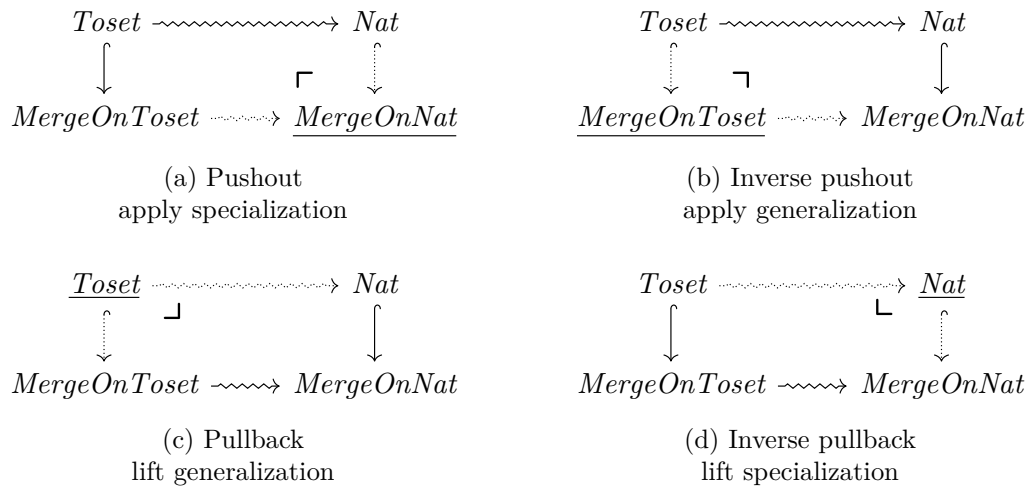 Toset Nat Toset Nat
MergeOnToset MergeOnNat MergeOnToset MergeOnNat
(a) Pushout
apply specialization
(b) Inverse pushout
apply generalization
Toset Nat Toset Nat
MergeOnToset MergeOnNat MergeOnToset MergeOnNat
(c) Pullback
lift generalization
(d) Inverse pullback
lift specialization